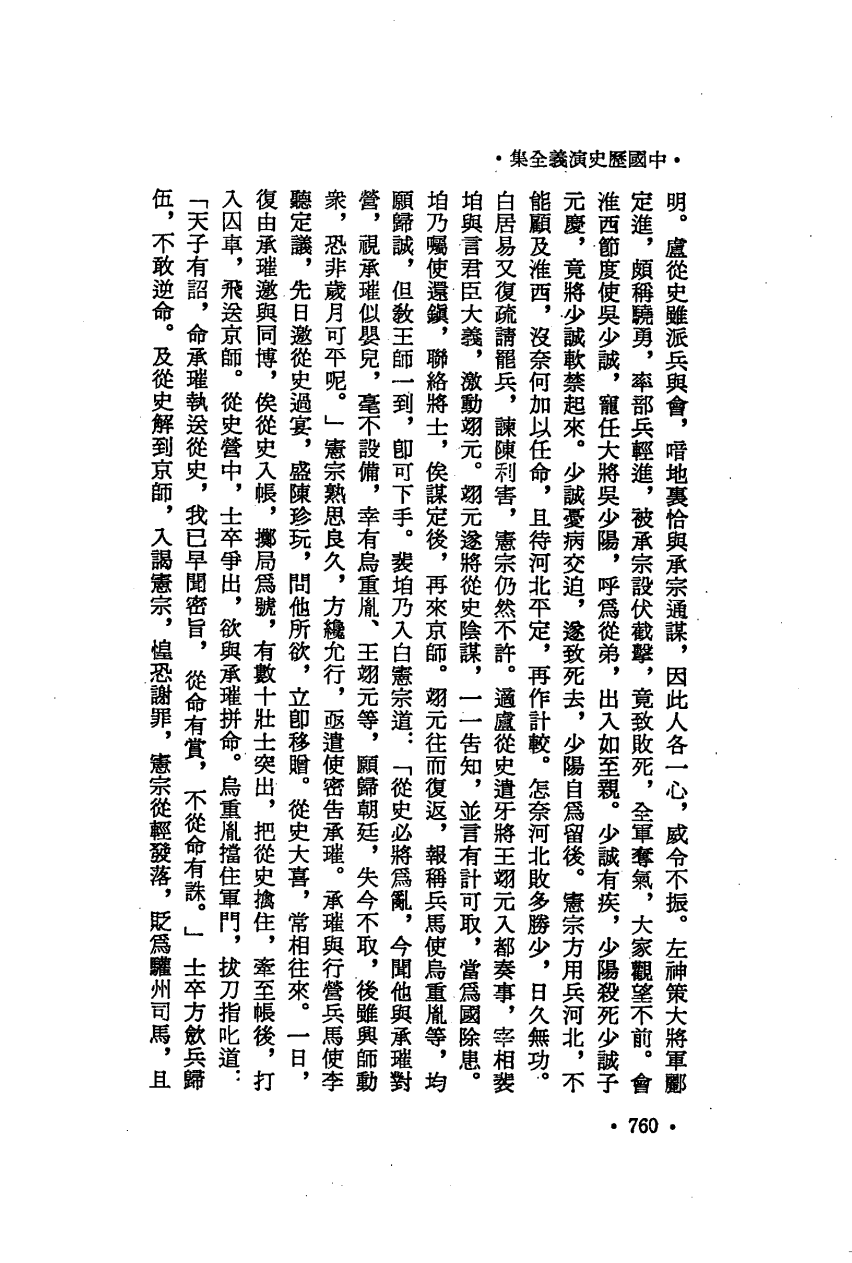 •中國歷史演義全集•
明。盧從史雖派兵與會，喑地裏恰與承宗通謀，因此人各一心，威令不振。左神策大將軍酈
定進，頗稱驍勇，率部兵輕進，被承宗設伏截擊，竟致敗死，全軍奪氣，大家觀望不前。會
淮西節度使吳少誠，寵任大將吳少陽，呼爲從弟，出入如至親。少誠有疾，少陽殺死少誠子
元慶，竟將少誠軟禁起來。少誠憂病交迫，遂致死去，少陽自爲留後。憲宗方用兵河北，不
能顧及淮西，沒奈何加以任命，且待河北平定，再作計較。怎奈河北敗多勝少，日久無功。
白居易又復疏請罷兵，諫陳利害，憲宗仍然不許。適盧從史遣牙將王翊元入都奏事，宰相裴
垍與言君臣大義，激動翊元。翊元遂將從史陰謀，一一告知，並言有計可取，當爲國除患。
垍乃囑使還鎭，聯絡將士，俟謀定後，再來京師。翊元往而復返，報稱兵馬使烏重胤等，均
願歸誠，但敎王師一到，卽可下手。裴垍乃入白憲宗道：「從史必將爲亂，今聞他與承璀對
營，視承璀似嬰兒，毫不設備，幸有烏重胤、王翊元等，願歸朝廷，失今不取，後雖興師動
衆，恐非歲月可平呢。」憲宗熟思良久，方纔允行，亟遣使密告承璀。承璀與行營兵馬使李
聽定議，先日邀從史過宴，盛陳珍玩，問他所欲，立卽移贈。從史大喜，常相往來。一日，
復由承璀邀與同博，俟從史入帳，擲局爲號，有數十壯士突出，把從史擒住，牽至帳後，打
入囚車，飛送京師。從史營中，士卒爭出，欲與承璀拼命。烏重胤擋住軍門，拔刀指叱道：
「天子有詔，命承璀執送從史，我已早聞密旨，從命有賞，不從命有誅。」士卒方斂兵歸
伍，不敢逆命。及從史解到京師，入謁憲宗，惶恐謝罪，憲宗從輕發落，貶爲驩州司馬，且
•760•